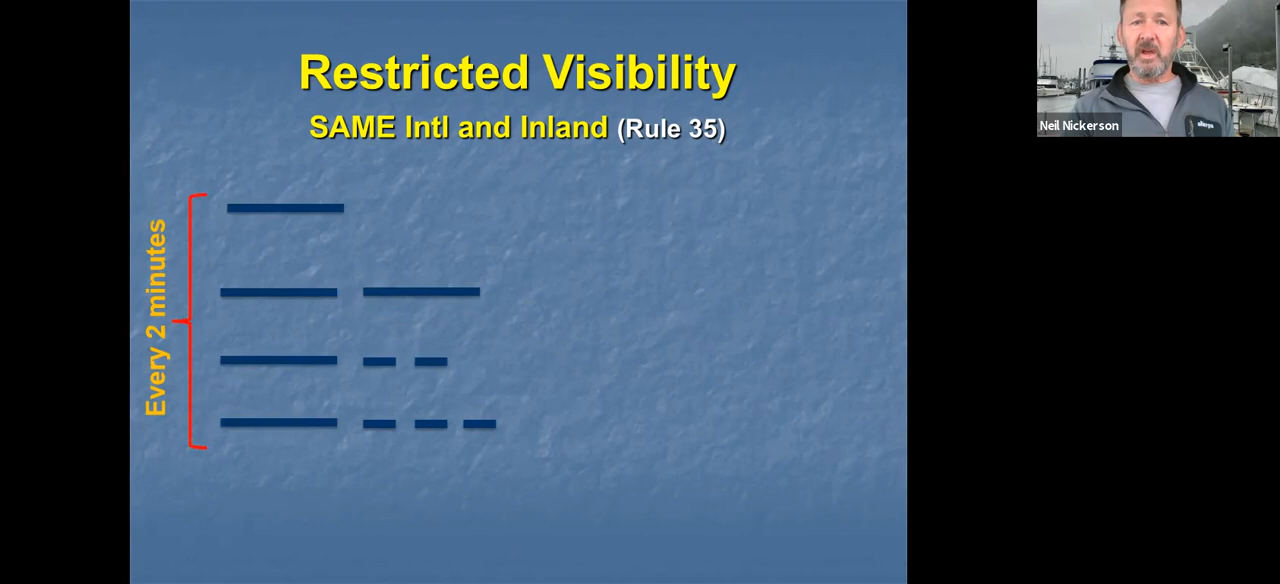 Restricted Visibility
SAME Intl and Inland (Rule 35)
Every 2 minutes
Neil Nickerson